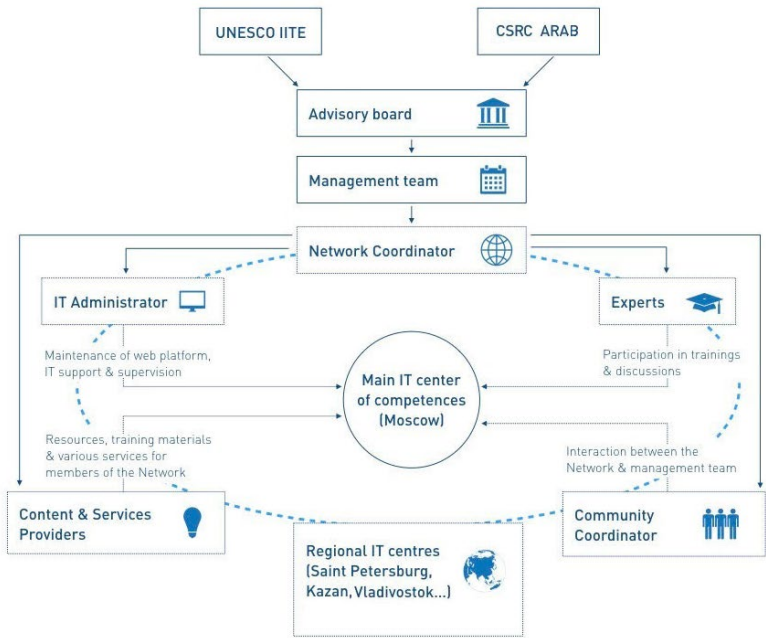 UNESCO IITE
CSRC ARAB
Advisory board
Management team
Network Coordinator
IT Administrator
Experts
Maintenance of web platform,
IT support & supervision
Participation in trainings
& discussions
Main IT center
of competences
(Moscow)
Resources, training materials
& various services for
members of the Network
Interaction between the
Network & management team
Content & Services
Providers
Community
Coordinator
Regional IT centres
(Saint Petersburg,
Kazan, Vladivostok...)